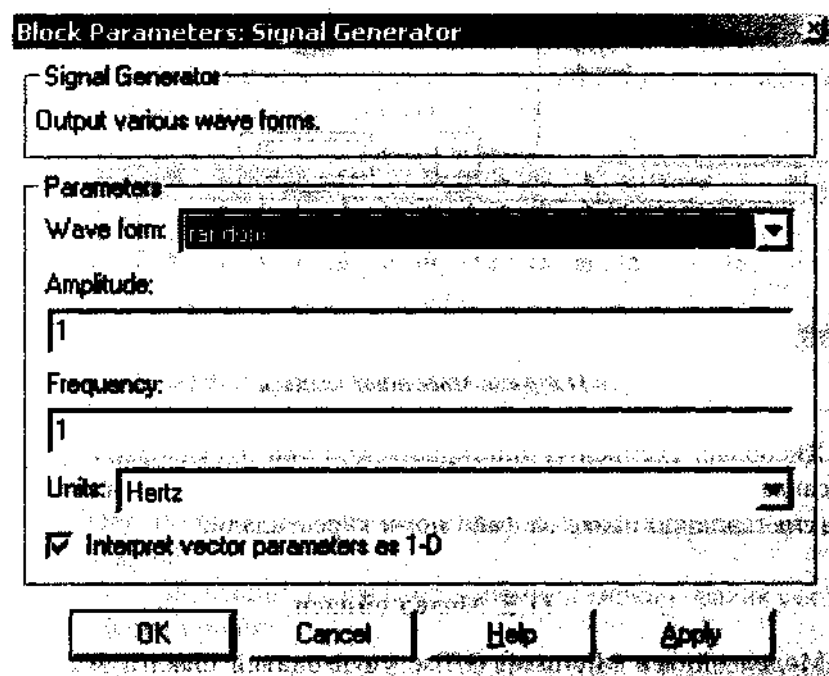 Block Parameters: Signal Generator
Signal Generator
Output various wave forms.
Parameters
Wave form: random
Amplitude:
1
Frequency:
1
Units: Hertz
Interpret vector parameters as 1-D
OK Cancel Help Apply